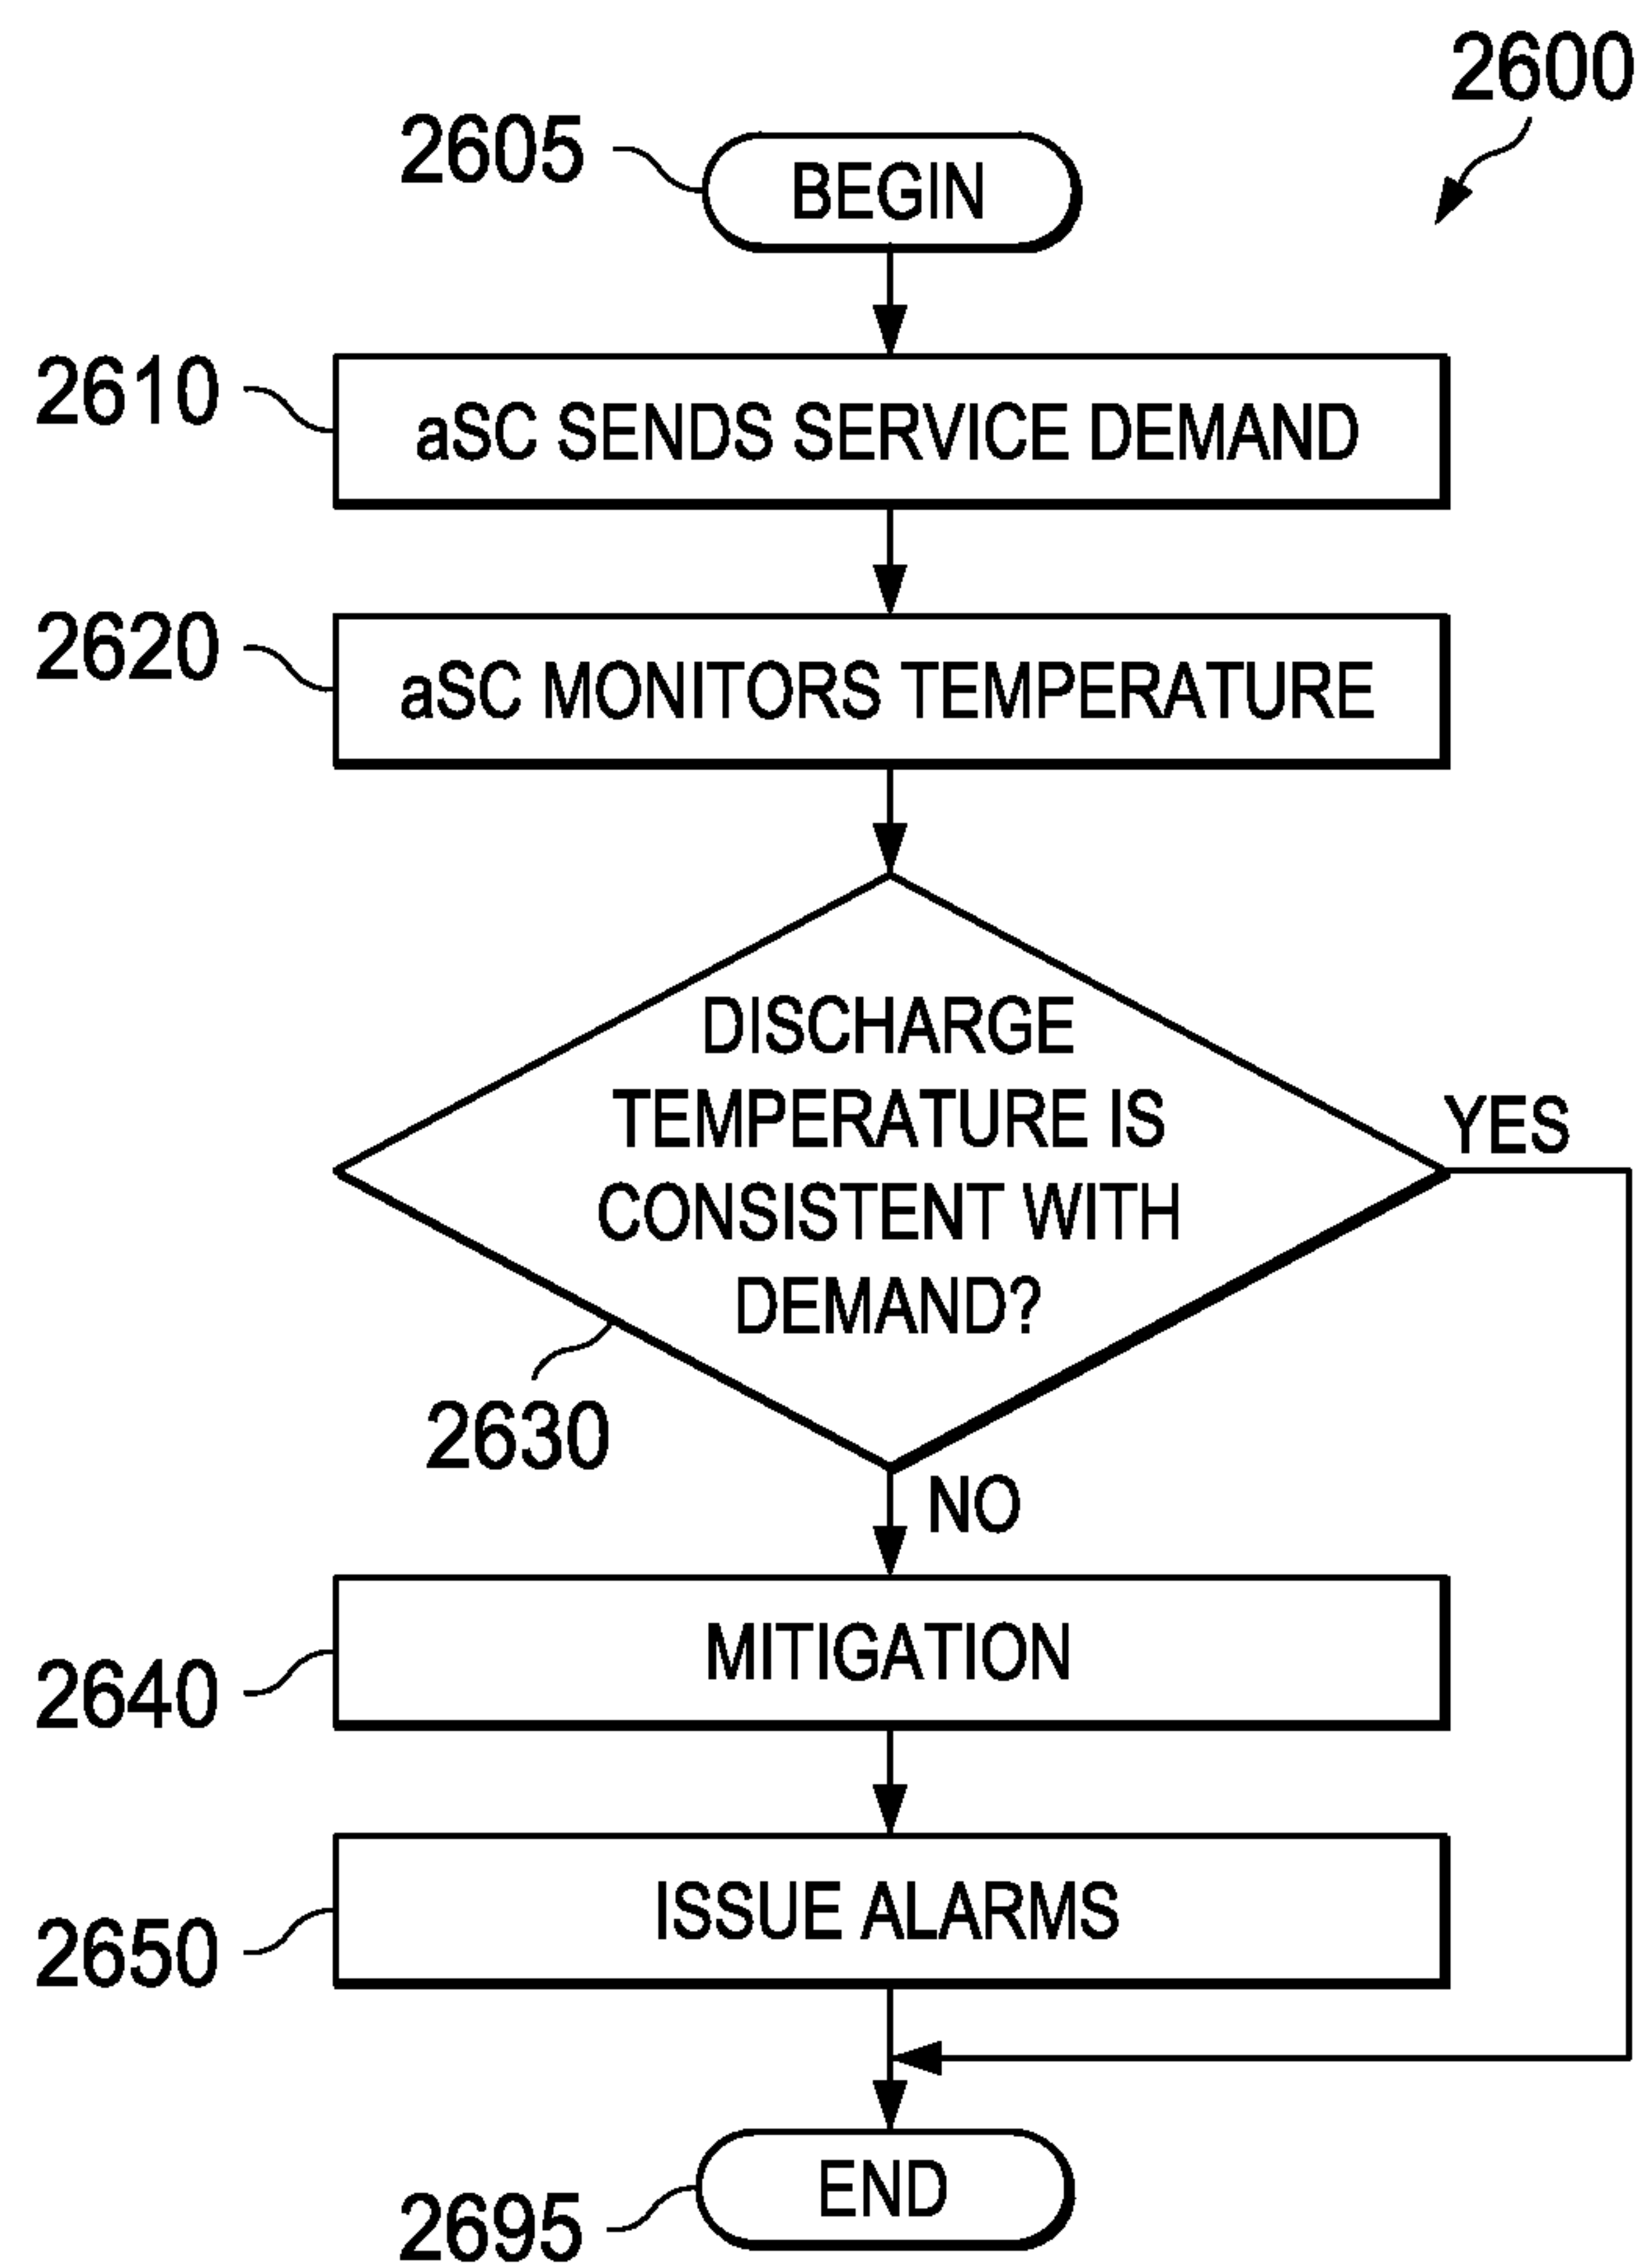 2600
2605
BEGIN
2610
aSC SENDS SERVICE DEMAND
2620
aSC MONITORS TEMPERATURE
DISCHARGE
TEMPERATURE IS
CONSISTENT WITH
DEMAND?
YES
2630
NO
MITIGATION
2640
ISSUE ALARMS
2650
END
2695